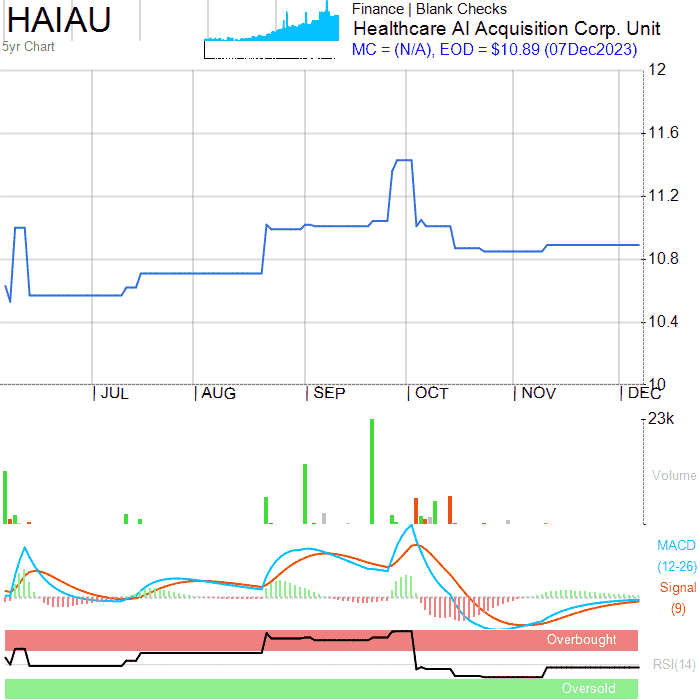 HAIAU
5yr Chart
Finance | Blank Checks
Healthcare AI Acquisition Corp. Unit
MC = (N/A), EOD = $10.89 (07Dec2023)
12
11.6
11.2
10.8
10.4
10
JUL
AUG
SEP
OCT
NOV
DEC
23k
Volume
MACD
(12-26)
Signal
(9)
Overbought
RSI(14)
Oversold